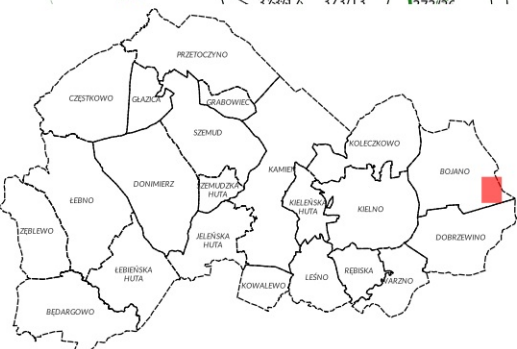 PRZETOCZYNO
CZĘSTKOWO
GŁAZICA
GRABOWIEC
SZEMUD
KOLECZKOWO
KAMIEŃ
BOJANO
DONIMIERZ
SZEMUDZKA
HUTA
ŁEBNO
KIELEŃSKA
HUTA
KIELNO
ZĘBLEWO
JELEŃSKA
HUTA
DOBRZEWINO
ŁEBIEŃSKA
HUTA
LEŚNO
RĘBISKA
WARZNO
KOWALEWO
BĘDARGOWO